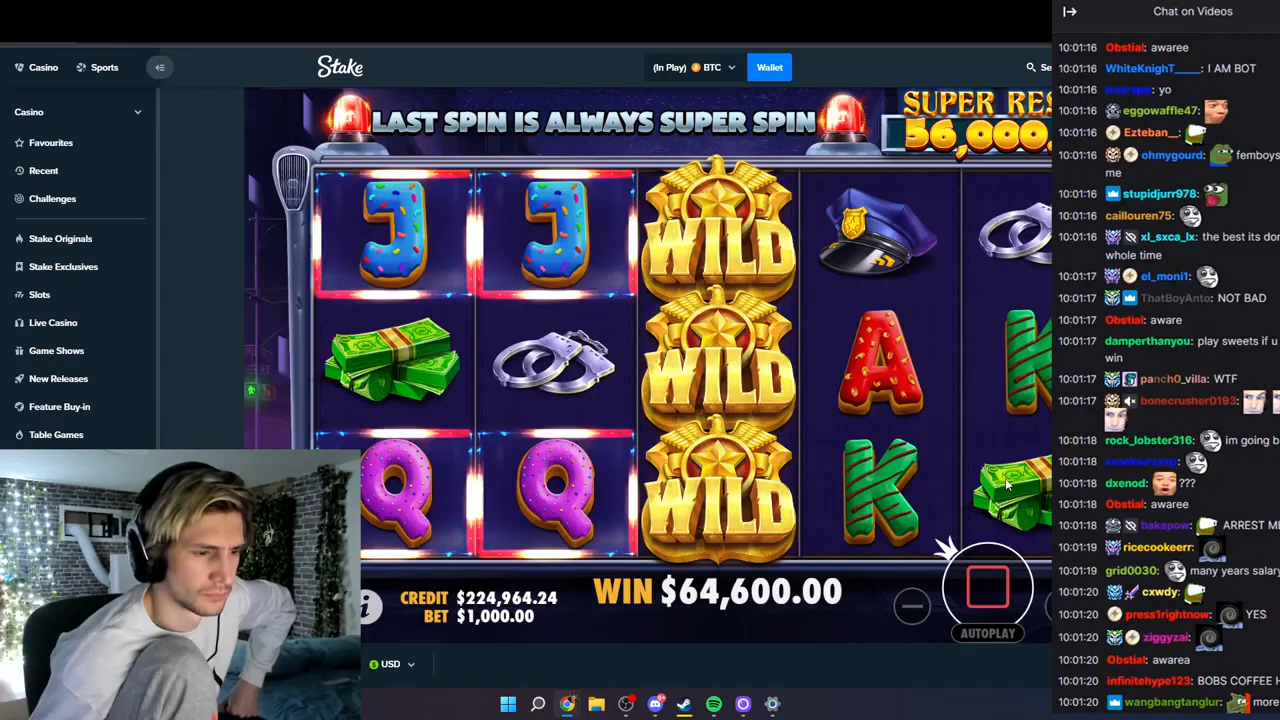 Chat on Videos
Casino
Sports
Stake
(In Play)
BTC
Wallet
Casino
Favourites
Recent
Challenges
Stake Originals
Stake Exclusives
Slots
Live Casino
Game Shows
New Releases
Feature Buy-in
Table Games
LAST SPIN IS ALWAYS SUPER SPIN
SUPER
56,000.
J
J
WILD
A
WILD
K
Q
Q
WILD
K
CREDIT $224,964.24
BET $1,000.00
WIN $64,600.00
AUTOPLAY
USD
10:01:16 Obstial: awaree
10:01:16 WhiteKnighT_____: I AM BOT
10:01:16 : yo
10:01:16 eggowaffle47:
10:01:16 Ezteban__:
10:01:16 ohmygourd: femboys
me
10:01:16 stupidjurr978:
10:01:16 caillouren75:
10:01:16 xl_sxca_lx: the best its
whole time
10:01:17 el_moni1:
10:01:17 ThatBoyAnto: NOT BAD
10:01:17 Obstial: aware
10:01:17 damperthanyou: play sweets if u
win
10:01:17 panch0_villa: WTF
10:01:17 bonecrusher0193:
10:01:18 rock_lobster316: im going
10:01:18
10:01:18 dxenod: ???
10:01:18 Obstial: awaree
10:01:18 bakapow: ARREST
10:01:19 ricecookeerr:
10:01:19 grid0030: many years salary
10:01:19 cxwdy:
10:01:20 press1rightnow: YES
10:01:20 ziggyzai:
10:01:20 Obstial: awarea
10:01:20 infinitehype123: BOBS COFFEE
10:01:20 wangbangtanglur: more